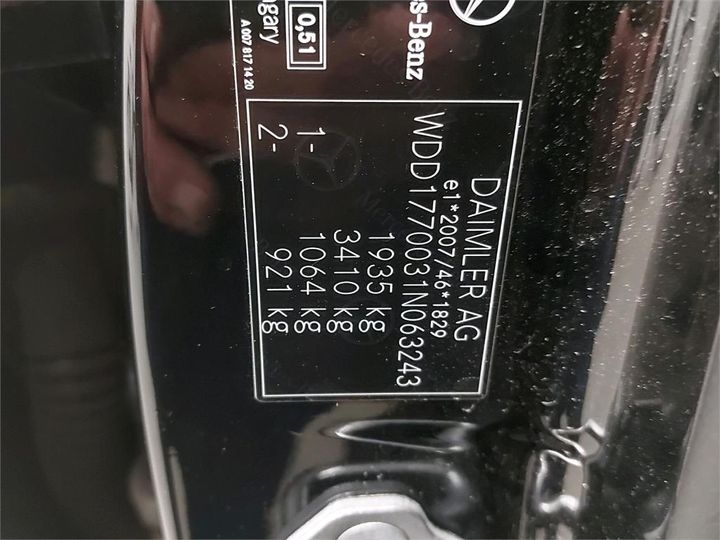 s-Benz
ngary
0,51
A 007 817 14 20
DAIMLER AG
e1*2007/46*1829
WDD1770031N063243
1935 kg
3410 kg
1- 1064 kg
2- 921 kg